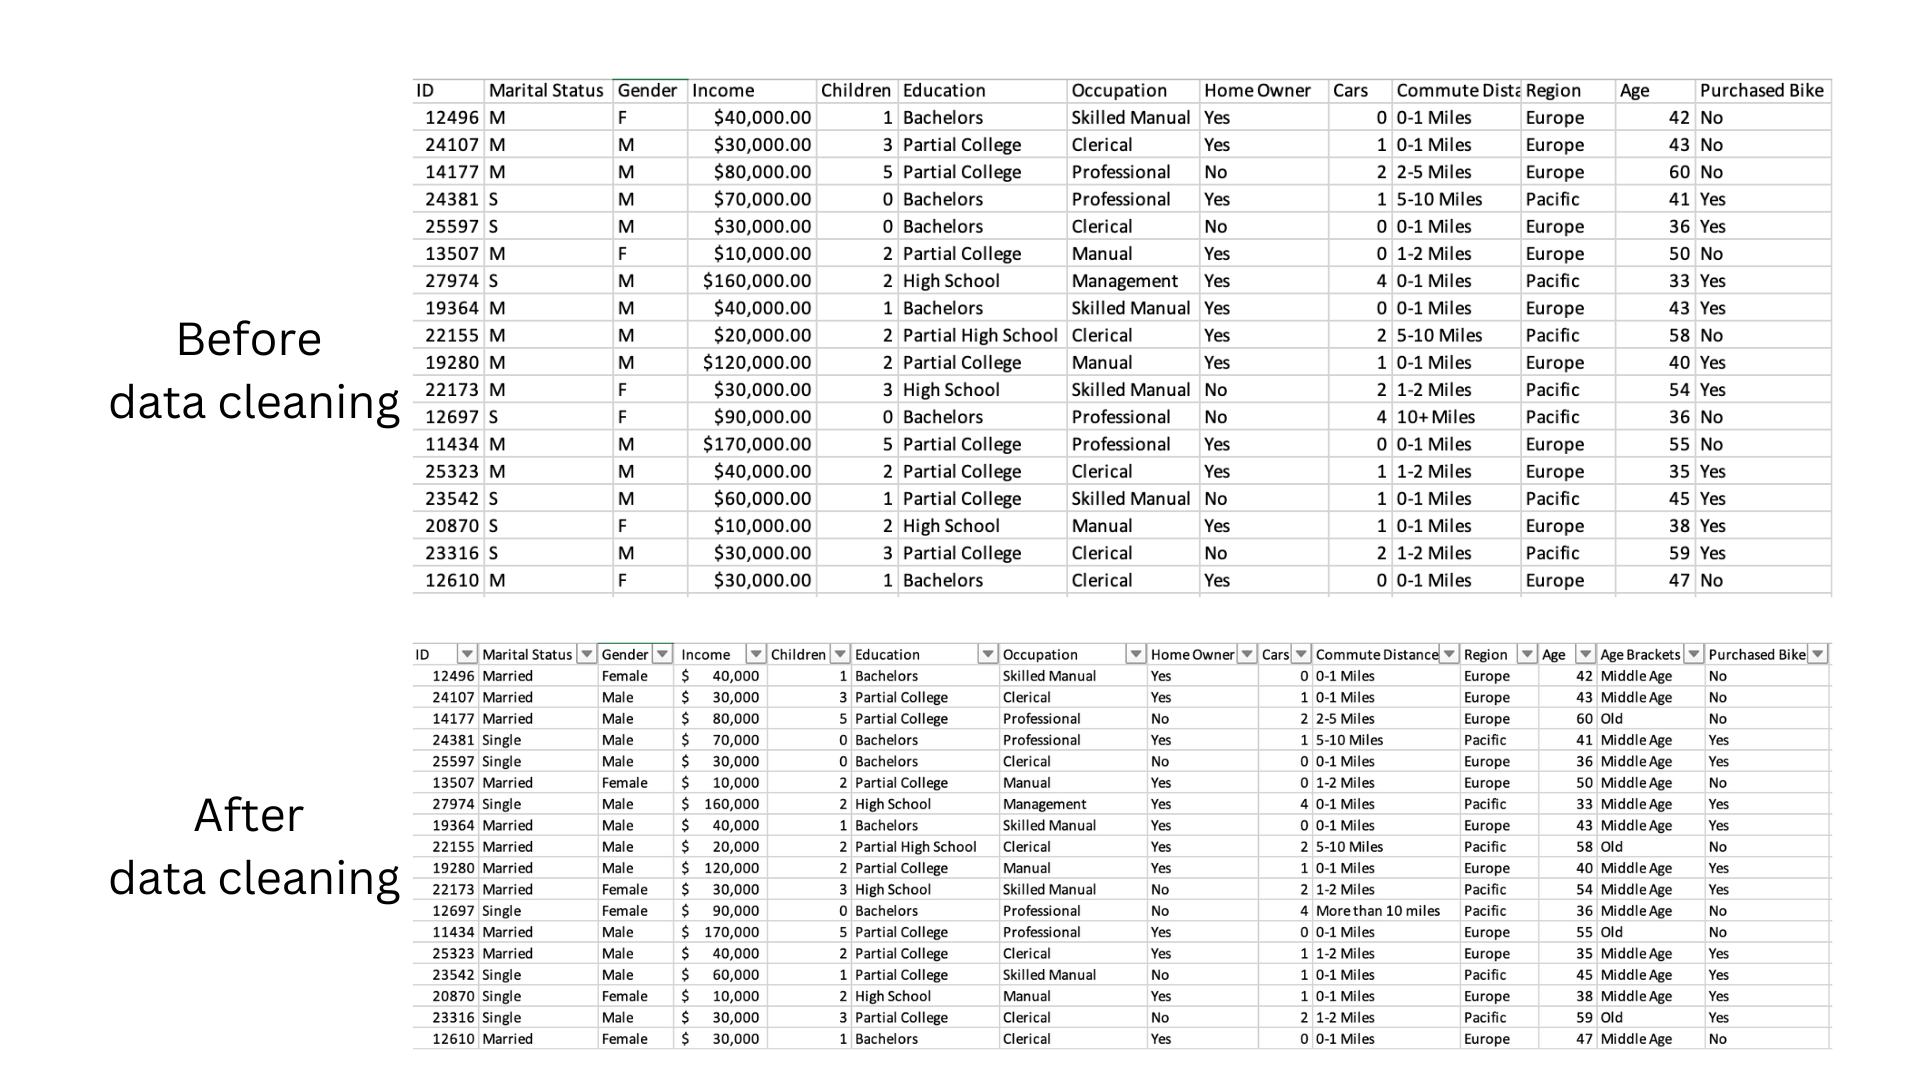 ID Marital Status Gender Income Children Education Occupation Home Owner Cars Commute Dista Region Age Purchased Bike
12496 M F $40,000.00 1 Bachelors Skilled Manual Yes 0 0-1 Miles Europe 42 No
24107 M M $30,000.00 3 Partial College Clerical Yes 1 0-1 Miles Europe 43 No
14177 M M $80,000.00 5 Partial College Professional No 2 2-5 Miles Europe 60 No
24381 S M $70,000.00 0 Bachelors Professional Yes 1 5-10 Miles Pacific 41 Yes
25597 S M $30,000.00 0 Bachelors Clerical No 0 0-1 Miles Europe 36 Yes
13507 M F $10,000.00 2 Partial College Manual Yes 0 1-2 Miles Europe 50 No
27974 S M $160,000.00 2 High School Management Yes 4 0-1 Miles Pacific 33 Yes
19364 M M $40,000.00 1 Bachelors Skilled Manual Yes 0 0-1 Miles Europe 43 Yes
22155 M M $20,000.00 2 Partial High School Clerical Yes 2 5-10 Miles Pacific 58 No
19280 M M $120,000.00 2 Partial College Manual Yes 1 0-1 Miles Europe 40 Yes
22173 M F $30,000.00 3 High School Skilled Manual No 2 1-2 Miles Pacific 54 Yes
12697 S F $90,000.00 0 Bachelors Professional No 4 10+ Miles Pacific 36 No
11434 M M $170,000.00 5 Partial College Professional Yes 0 0-1 Miles Europe 55 No
25323 M M $40,000.00 2 Partial College Clerical Yes 1 1-2 Miles Europe 35 Yes
23542 S M $60,000.00 1 Partial College Skilled Manual No 1 0-1 Miles Pacific 45 Yes
20870 S F $10,000.00 2 High School Manual Yes 1 0-1 Miles Europe 38 Yes
23316 S M $30,000.00 3 Partial College Clerical No 2 1-2 Miles Pacific 59 Yes
12610 M F $30,000.00 1 Bachelors Clerical Yes 0 0-1 Miles Europe 47 No
Before
data cleaning
ID Marital Status Gender Income Children Education Occupation Home Owner Cars Commute Distance Region Age Age Brackets Purchased Bike
12496 Married Female $ 40,000 1 Bachelors Skilled Manual Yes 0 0-1 Miles Europe 42 Middle Age No
24107 Married Male $ 30,000 3 Partial College Clerical Yes 1 0-1 Miles Europe 43 Middle Age No
14177 Married Male $ 80,000 5 Partial College Professional No 2 2-5 Miles Europe 60 Old No
24381 Single Male $ 70,000 0 Bachelors Professional Yes 1 5-10 Miles Pacific 41 Middle Age Yes
25597 Single Male $ 30,000 0 Bachelors Clerical No 0 0-1 Miles Europe 36 Middle Age Yes
13507 Married Female $ 10,000 2 Partial College Manual Yes 0 1-2 Miles Europe 50 Middle Age No
27974 Single Male $ 160,000 2 High School Management Yes 4 0-1 Miles Pacific 33 Middle Age Yes
19364 Married Male $ 40,000 1 Bachelors Skilled Manual Yes 0 0-1 Miles Europe 43 Middle Age Yes
22155 Married Male $ 20,000 2 Partial High School Clerical Yes 2 5-10 Miles Pacific 58 Old No
19280 Married Male $ 120,000 2 Partial College Manual Yes 1 0-1 Miles Europe 40 Middle Age Yes
22173 Married Female $ 30,000 3 High School Skilled Manual No 2 1-2 Miles Pacific 54 Middle Age Yes
12697 Single Female $ 90,000 0 Bachelors Professional No 4 More than 10 miles Pacific 36 Middle Age No
11434 Married Male $ 170,000 5 Partial College Professional Yes 0 0-1 Miles Europe 55 Old No
25323 Married Male $ 40,000 2 Partial College Clerical Yes 1 1-2 Miles Europe 35 Middle Age Yes
23542 Single Male $ 60,000 1 Partial College Skilled Manual No 1 0-1 Miles Pacific 45 Middle Age Yes
20870 Single Female $ 10,000 2 High School Manual Yes 1 0-1 Miles Europe 38 Middle Age Yes
23316 Single Male $ 30,000 3 Partial College Clerical No 2 1-2 Miles Pacific 59 Old Yes
12610 Married Female $ 30,000 1 Bachelors Clerical Yes 0 0-1 Miles Europe 47 Middle Age No
After
data cleaning